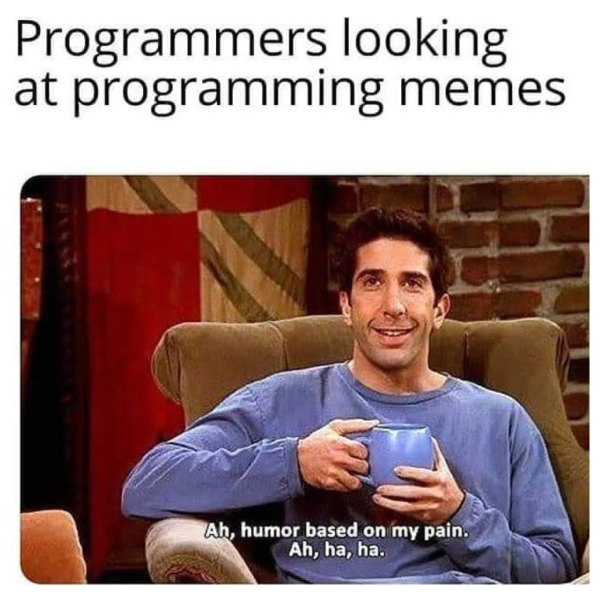 Programmers looking
at programming memes
Ah, humor based on my pain.
Ah, ha, ha.